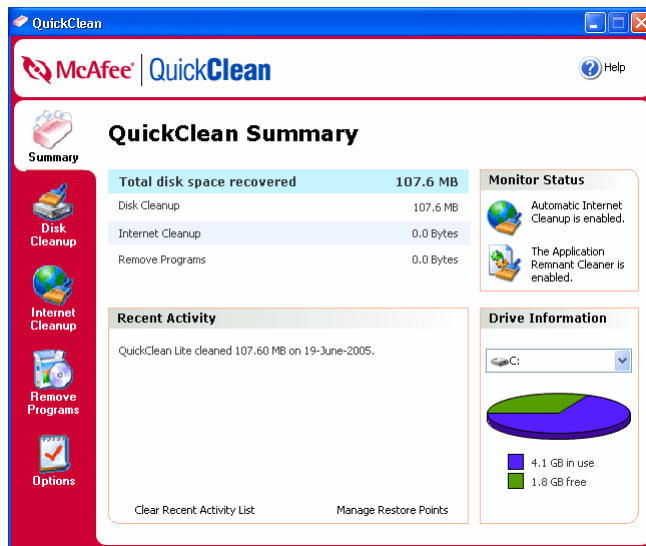 QuickClean
McAfee® QuickClean
Help
Summary
Disk
Cleanup
Internet
Cleanup
Remove
Programs
Options
QuickClean Summary
Total disk space recovered 107.6 MB
Disk Cleanup 107.6 MB
Internet Cleanup 0.0 Bytes
Remove Programs 0.0 Bytes
Monitor Status
Automatic Internet
Cleanup is enabled.
The Application
Remnant Cleaner is
enabled.
Recent Activity
QuickClean Lite cleaned 107.60 MB on 19-June-2005.
Clear Recent Activity List
Manage Restore Points
Drive Information
C:
4.1 GB in use
1.8 GB free